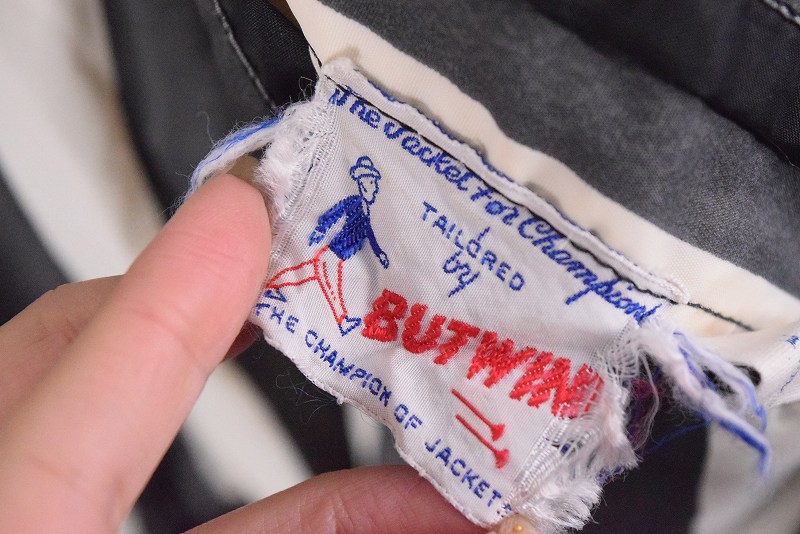 The Jacket For Champions
TAILORED
by
BUTWIN
THE CHAMPION OF JACKETS